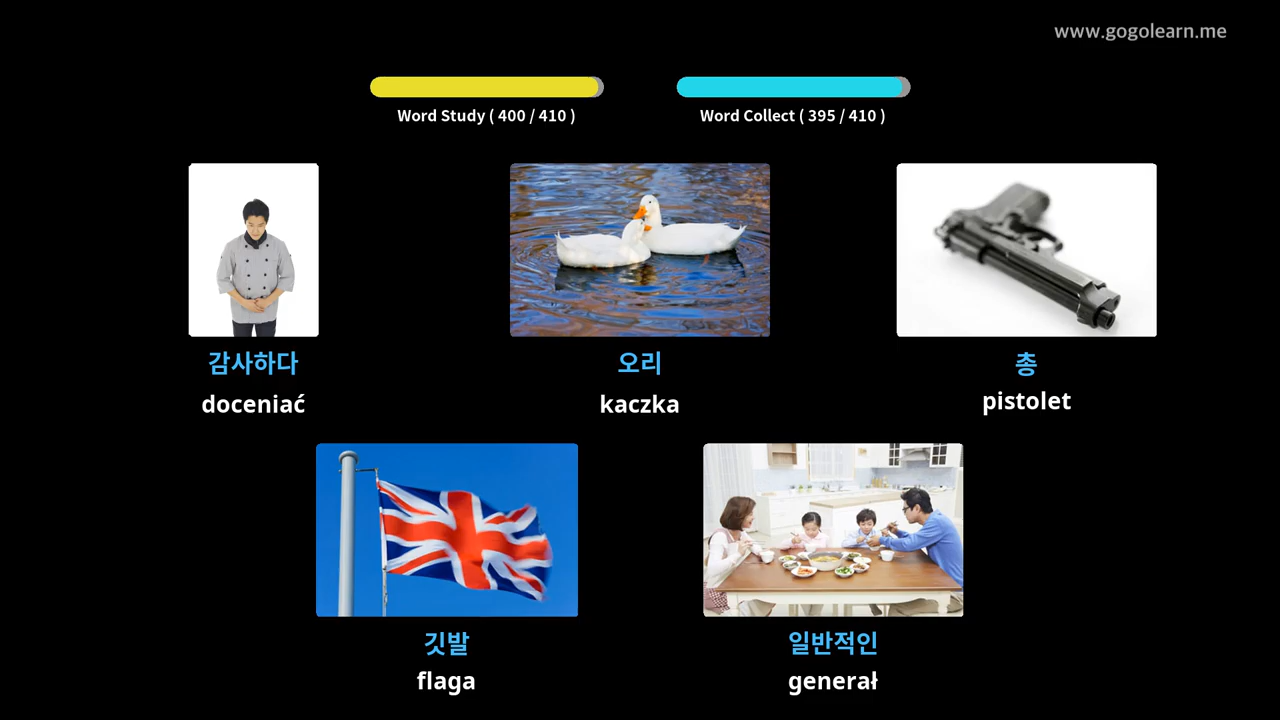 www.gogolearn.me
Word Study ( 400 / 410 )
Word Collect ( 395 / 410 )
감사하다
doceniać
오리
kaczka
총
pistolet
깃발
flaga
일반적인
generał